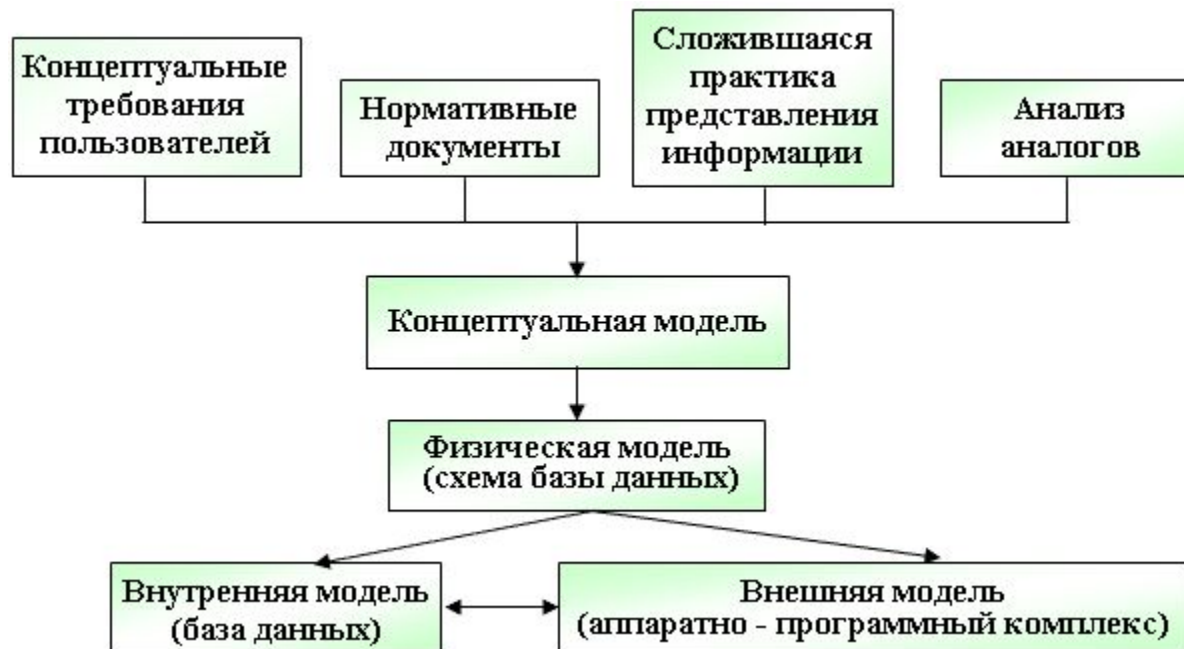 Концептуальные
требования
пользователей
Нормативные
документы
Сложившаяся
практика
представления
информации
Анализ
аналогов
Концептуальная модель
Физическая модель
(схема базы данных)
Внутренняя модель
(база данных)
Внешняя модель
(аппаратно - программный комплекс)